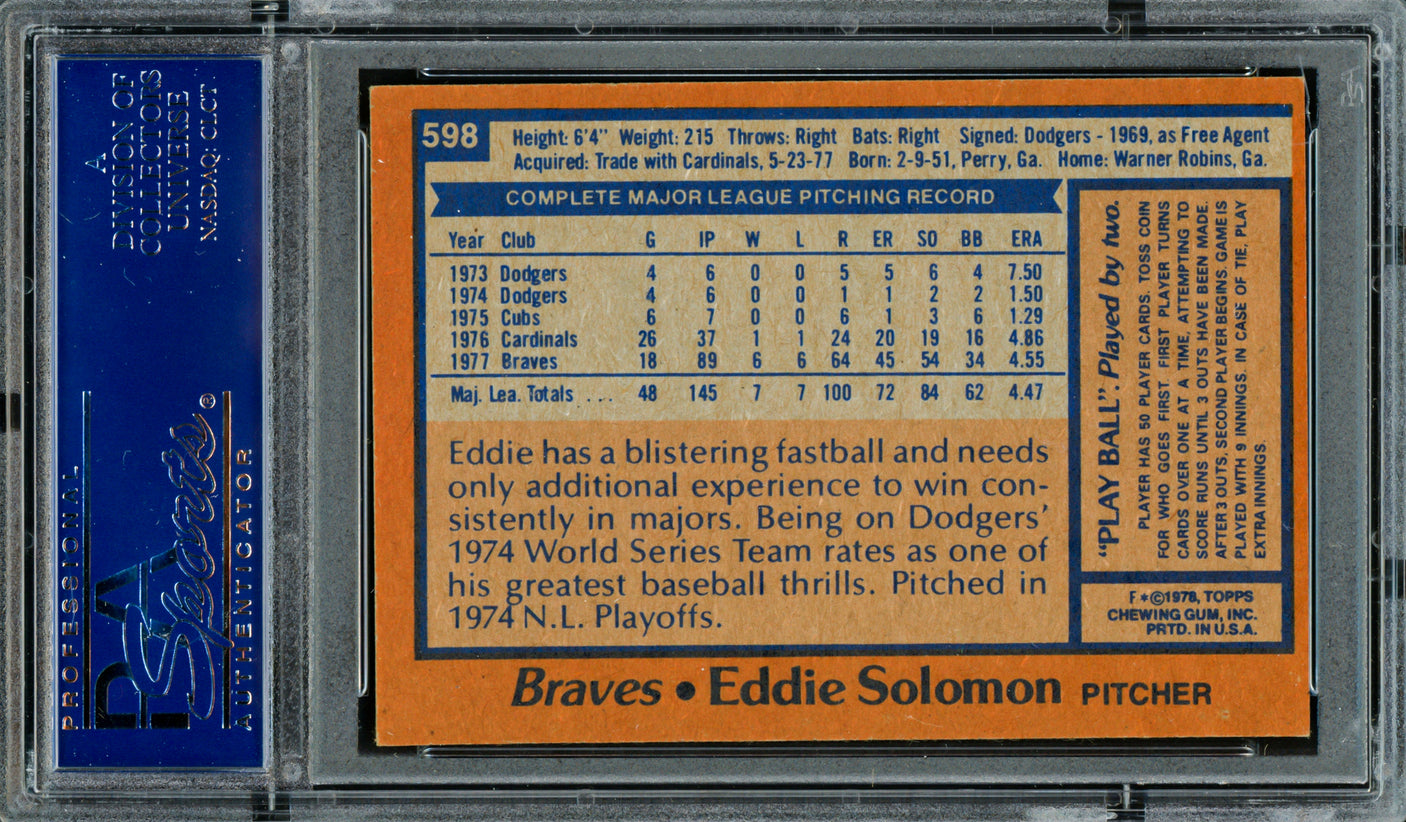 A
DIVISION OF
COLLECTORS
UNIVERSE
NASDAQ: CLCT
PROFESSIONAL
PSA
Sports®
AUTHENTICATOR
598
Height: 6'4" Weight: 215 Throws: Right Bats: Right Signed: Dodgers - 1969, as Free Agent
Acquired: Trade with Cardinals, 5-23-77 Born: 2-9-51, Perry, Ga. Home: Warner Robins, Ga.
COMPLETE MAJOR LEAGUE PITCHING RECORD
Year Club G IP W L R ER SO BB ERA
1973 Dodgers 4 6 0 0 5 5 6 4 7.50
1974 Dodgers 4 6 0 0 1 1 2 2 1.50
1975 Cubs 6 7 0 0 6 1 3 6 1.29
1976 Cardinals 26 37 1 1 24 20 19 16 4.86
1977 Braves 18 89 6 6 64 45 54 34 4.55
Maj. Lea. Totals ... 48 145 7 7 100 72 84 62 4.47
Eddie has a blistering fastball and needs
only additional experience to win con-
sistently in majors. Being on Dodgers'
1974 World Series Team rates as one of
his greatest baseball thrills. Pitched in
1974 N.L. Playoffs.
"PLAY BALL". Played by two.
PLAYER HAS 50 PLAYER CARDS. TOSS COIN
FOR WHO GOES FIRST. FIRST PLAYER TURNS
CARDS OVER ONE AT A TIME, ATTEMPTING TO
SCORE RUNS UNTIL 3 OUTS HAVE BEEN MADE.
AFTER 3 OUTS, SECOND PLAYER BEGINS. GAME IS
PLAYED WITH 9 INNINGS. IN CASE OF TIE, PLAY
EXTRA INNINGS.
F*©1978, TOPPS
CHEWING GUM, INC.
PRTD. IN U.S.A.
Braves • Eddie Solomon PITCHER
PSA